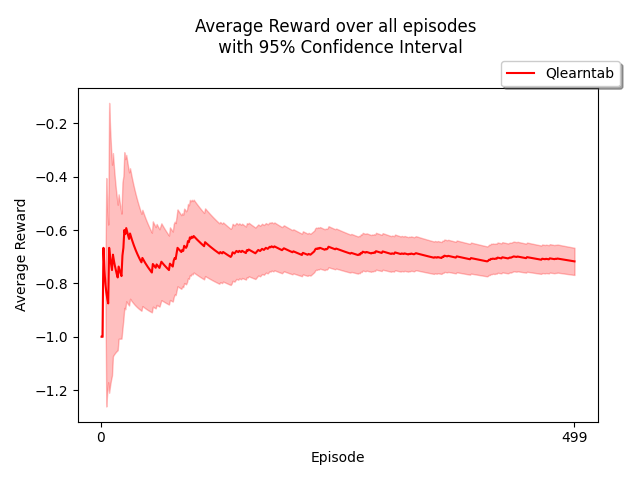 Average Reward over all episodes
with 95% Confidence Interval
Qlearntab
Average Reward
−0.2
−0.4
−0.6
−0.8
−1.0
−1.2
0
499
Episode